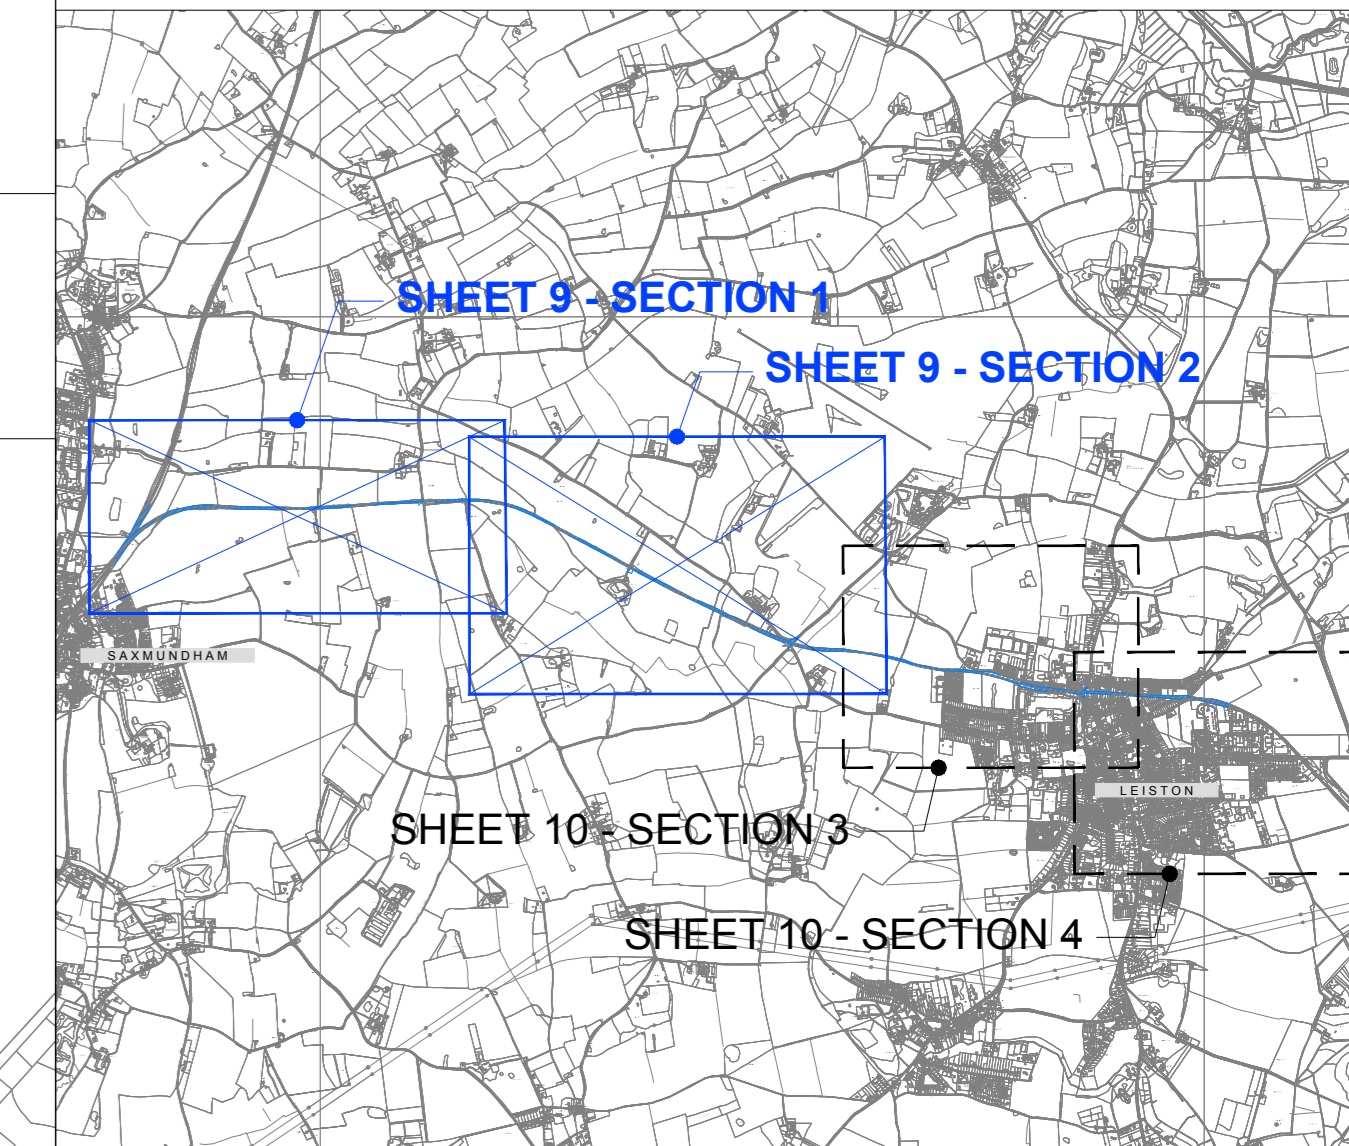 SHEET 9 - SECTION 1
SHEET 9 - SECTION 2
SAXMUNDHAM
LEISTON
SHEET 10 - SECTION 3
SHEET 10 - SECTION 4